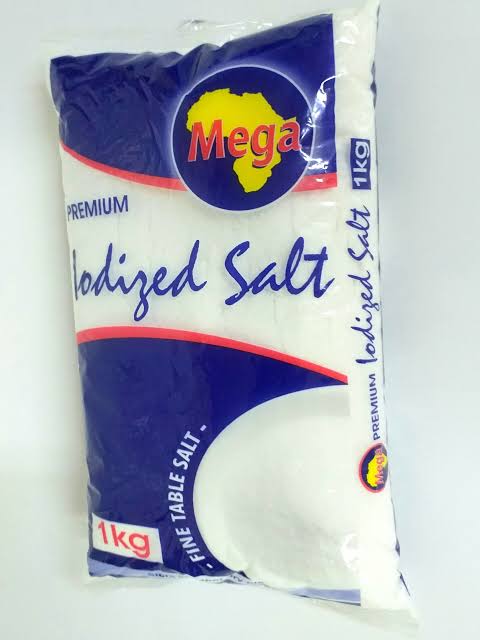 Mega
PREMIUM
Iodized Salt
- FINE TABLE SALT -
1kg
Mega PREMIUM Iodized Salt 1kg